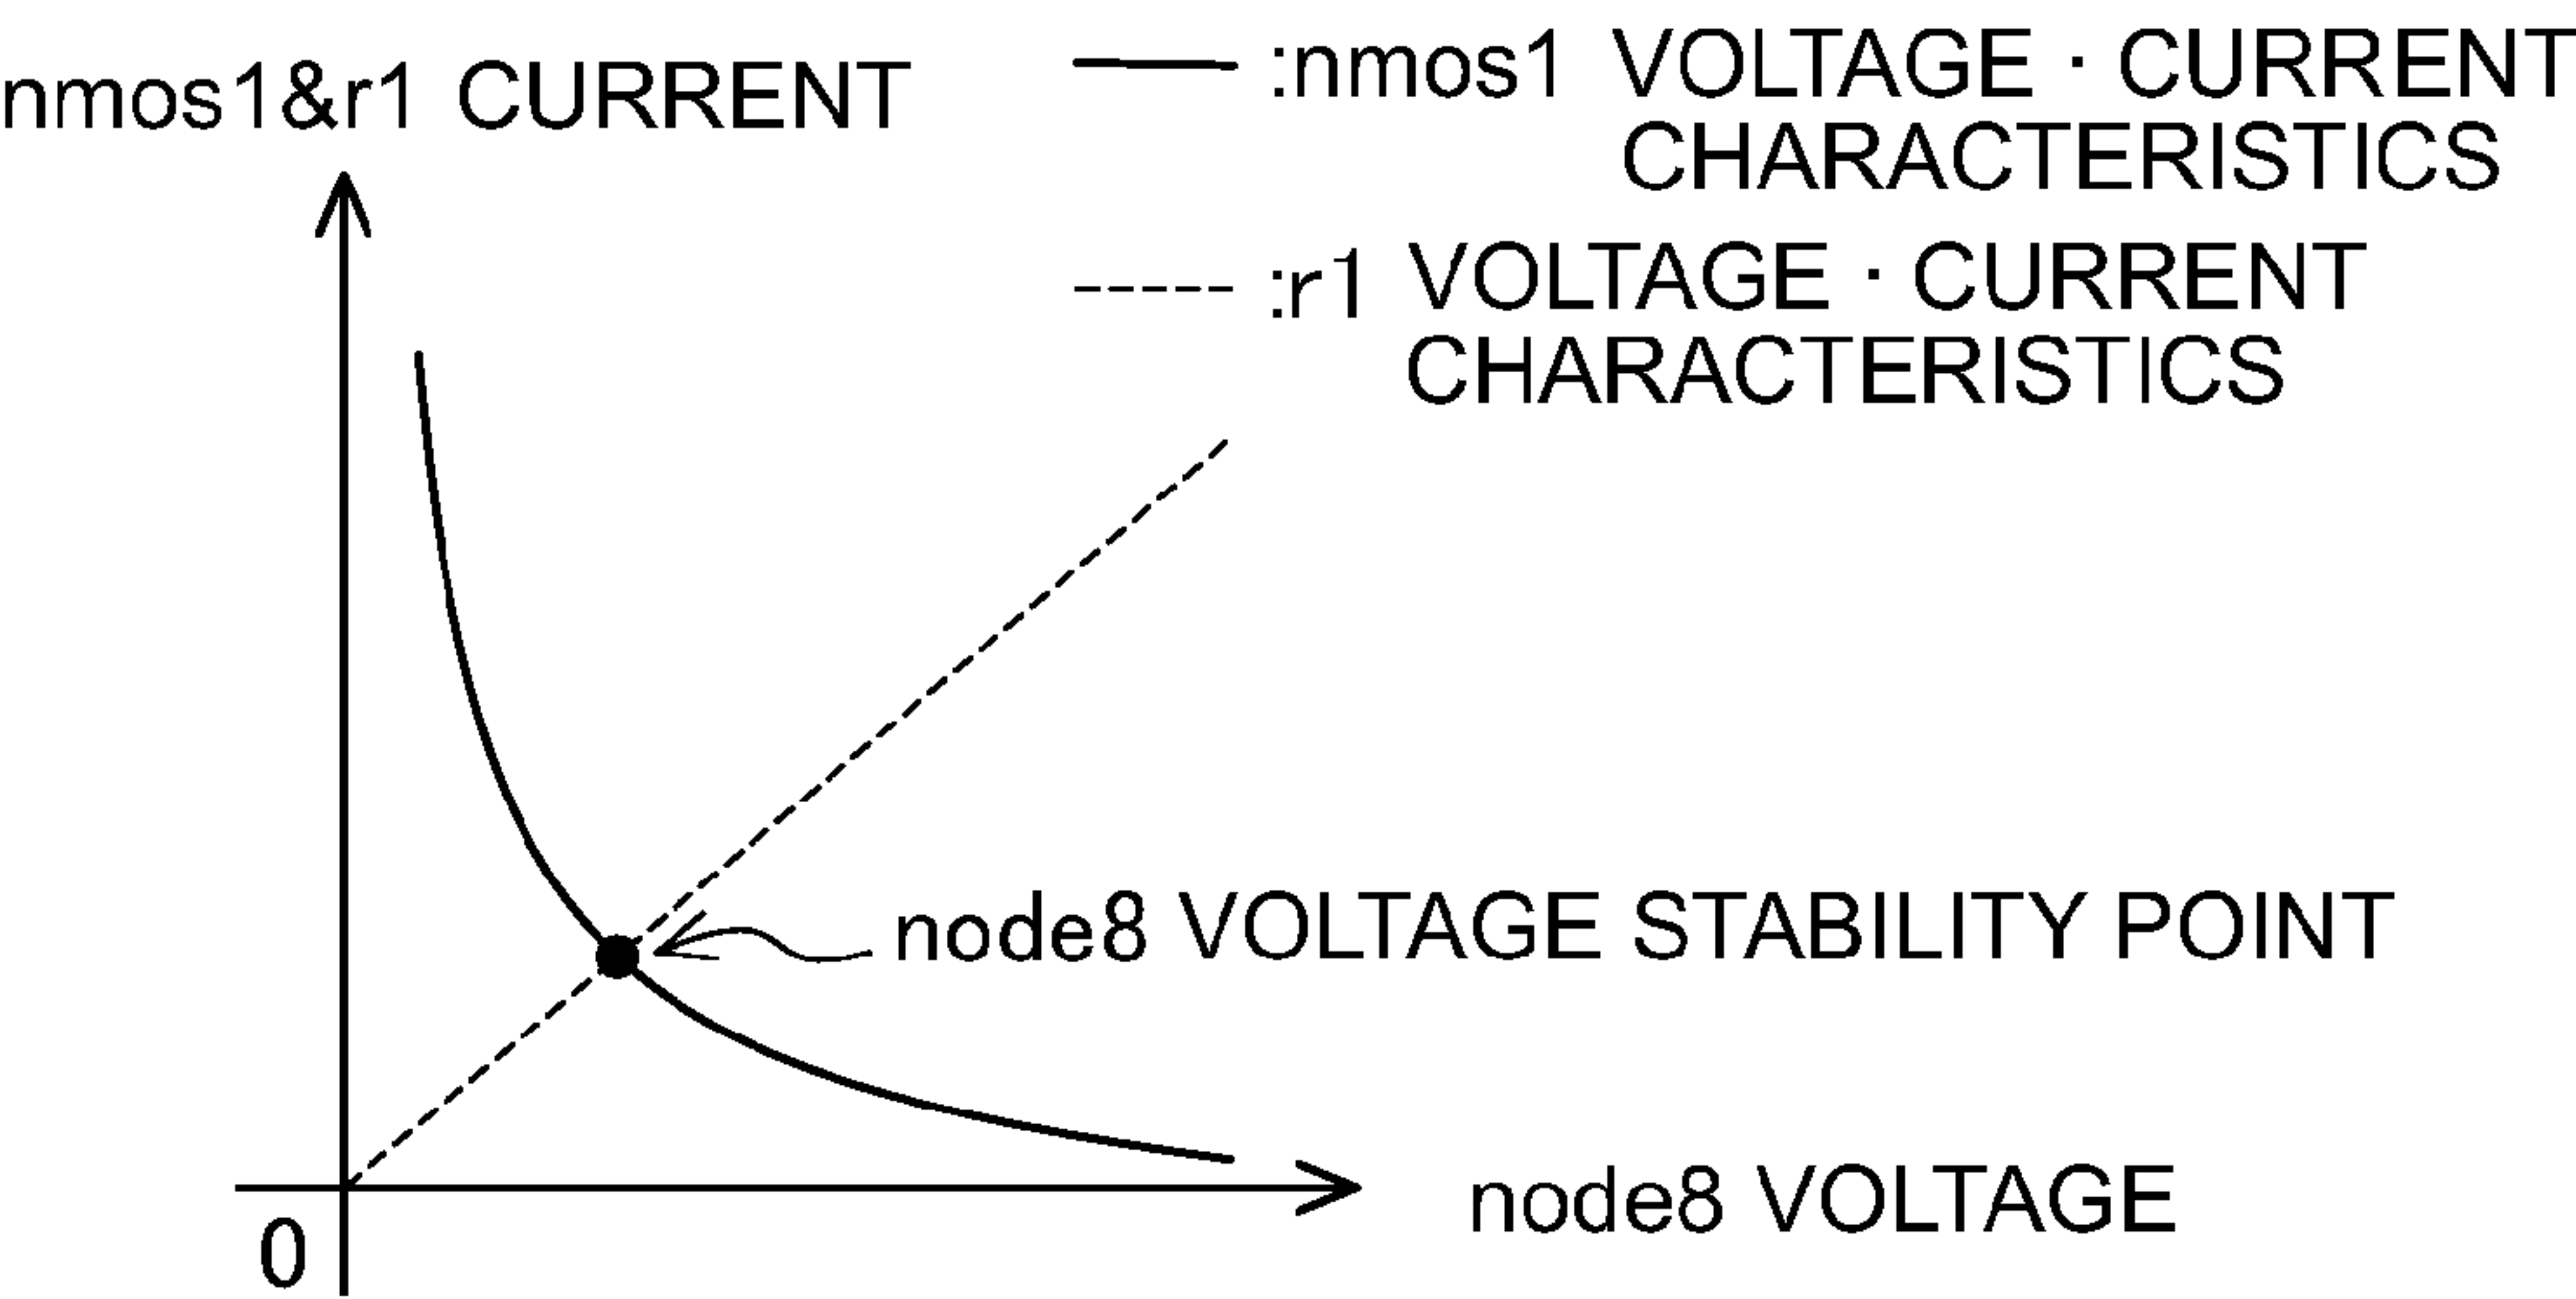 nmos1&r1 CURRENT
:nmos1 VOLTAGE · CURRENT
CHARACTERISTICS
:r1 VOLTAGE · CURRENT
CHARACTERISTICS
node8 VOLTAGE STABILITY POINT
node8 VOLTAGE
0